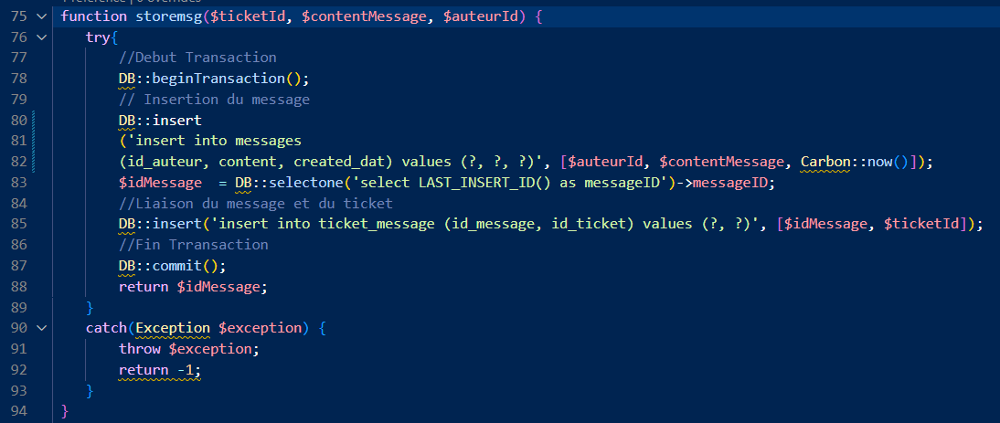 75 function storemsg($ticketId, $contentMessage, $auteurId) {
76 try{
77 //Debut Transaction
78 DB::beginTransaction();
79 // Insertion du message
80 DB::insert
81 ('insert into messages
82 (id_auteur, content, created_dat) values (?, ?, ?)', [$auteurId, $contentMessage, Carbon::now()]);
83 $idMessage  = DB::selectone('select LAST_INSERT_ID() as messageID')->messageID;
84 //Liaison du message et du ticket
85 DB::insert('insert into ticket_message (id_message, id_ticket) values (?, ?)', [$idMessage, $ticketId]);
86 //Fin Trransaction
87 DB::commit();
88 return $idMessage;
89 }
90 catch(Exception $exception) {
91 throw $exception;
92 return -1;
93 }
94 }